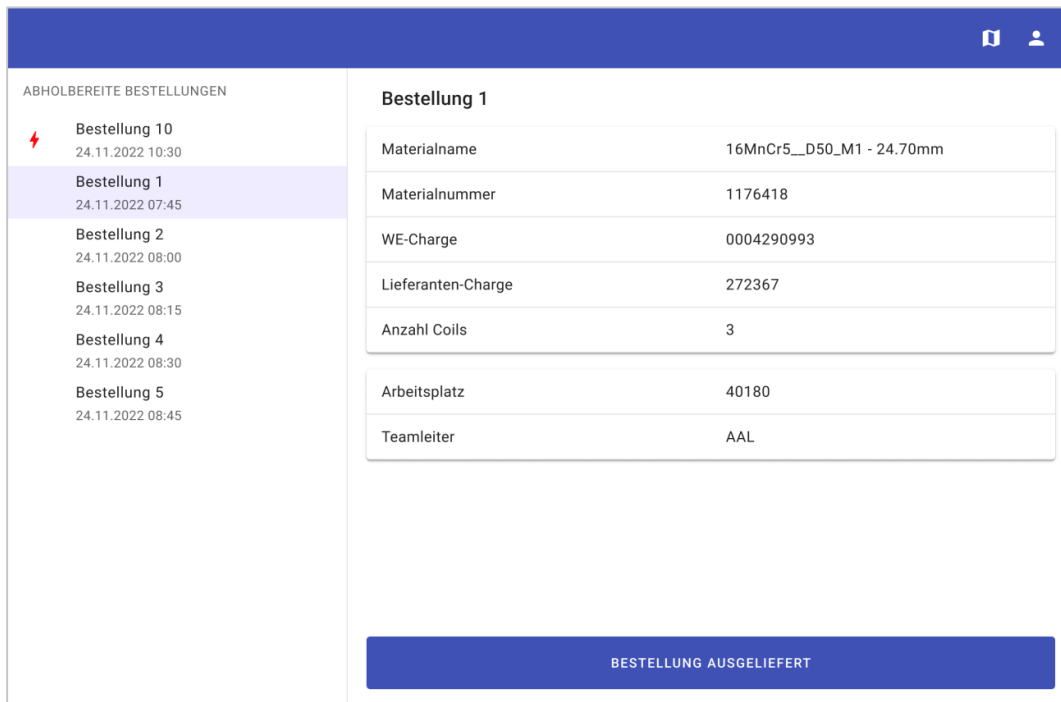 ABHOLBEREITE BESTELLUNGEN
Bestellung 10
24.11.2022 10:30
Bestellung 1
24.11.2022 07:45
Bestellung 2
24.11.2022 08:00
Bestellung 3
24.11.2022 08:15
Bestellung 4
24.11.2022 08:30
Bestellung 5
24.11.2022 08:45
Bestellung 1
Materialname 16MnCr5__D50_M1 - 24.70mm
Materialnummer 1176418
WE-Charge 0004290993
Lieferanten-Charge 272367
Anzahl Coils 3
Arbeitsplatz 40180
Teamleiter AAL
BESTELLUNG AUSGELIEFERT